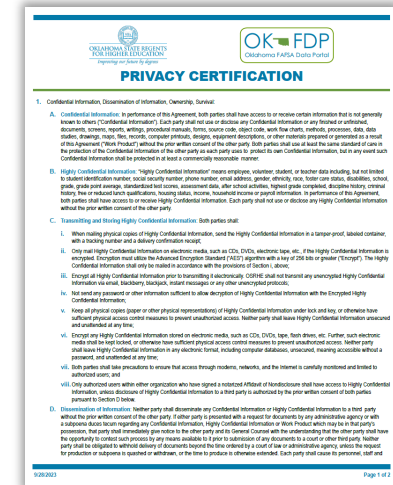 OKLAHOMA STATE REGENTS
FOR HIGHER EDUCATION
Improving our future by degrees
OK FDP
Oklahoma FAFSA Data Portal
PRIVACY CERTIFICATION
1. Confidential Information, Dissemination of Information, Ownership, Survival:
A. Confidential Information: In performance of this Agreement, both parties shall have access to or receive certain information that is not generally
known to others ("Confidential Information"). Each party shall not use or disclose any Confidential Information or any finished or unfinished,
documents, screens, reports, writings, procedural manuals, forms, source code, object code, work flow charts, methods, processes, data, data
studies, drawings, maps, files, records, computer printouts, designs, equipment descriptions, or other materials prepared or generated as a result
of this Agreement ("Work Product") without the prior written consent of the other party. Both parties shall use at least the same standard of care in
the protection of the Confidential Information of the other party as each party uses to protect its own Confidential Information, but in any event such
Confidential Information shall be protected in at least a commercially reasonable manner.
B. Highly Confidential Information: "Highly Confidential Information" means employee, volunteer, student, or teacher data including, but not limited
to student identification number, social security number, phone number, email address, gender, ethnicity, race, foster care status, disabilities, school,
grade, grade point average, standardized test scores, assessment data, after school activities, highest grade completed, discipline history, criminal
history, free or reduced lunch qualifications, housing status, income, household income or payroll information. In performance of this Agreement,
both parties shall have access to or receive Highly Confidential Information. Each party shall not use or disclose any Highly Confidential Information
without the prior written consent of the other party.
C. Transmitting and Storing Highly Confidential Information: Both parties shall:
i. When mailing physical copies of Highly Confidential Information, send the Highly Confidential Information in a tamper-proof, labeled container,
with a tracking number and a delivery confirmation receipt;
ii. Only mail Highly Confidential Information on electronic media, such as CDs, DVDs, electronic tape, etc., if the Highly Confidential Information is
encrypted. Encryption must utilize the Advanced Encryption Standard ("AES") algorithm with a key of 256 bits or greater ("Encrypt"). The Highly
Confidential Information shall only be mailed in accordance with the provisions of Section i, above;
iii. Encrypt all Highly Confidential Information prior to transmitting it electronically. OSRHE shall not transmit any unencrypted Highly Confidential
Information via email, blackberry, blackjack, instant messages or any other unencrypted protocols;
iv. Not send any password or other information sufficient to allow decryption of Highly Confidential Information with the Encrypted Highly
Confidential Information;
v. Keep all physical copies (paper or other physical representations) of Highly Confidential Information under lock and key, or otherwise have
sufficient physical access control measures to prevent unauthorized access. Neither party shall leave Highly Confidential Information unsecured
and unattended at any time;
vi. Encrypt any Highly Confidential Information stored on electronic media, such as CDs, DVDs, tape, flash drives, etc. Further, such electronic
media shall be kept locked, or otherwise have sufficient physical access control measures to prevent unauthorized access. Neither party
shall leave Highly Confidential Information in any electronic format, including computer databases, unsecured, meaning accessible without a
password, and unattended at any time;
vii. Both parties shall take precautions to ensure that access through modems, networks, and the Internet is carefully monitored and limited to
authorized users; and
viii. Only authorized users within either organization who have signed a notarized Affidavit of Nondisclosure shall have access to Highly Confidential
Information, unless disclosure of Highly Confidential Information to a third party is authorized by the prior written consent of both parties
pursuant to Section D below.
D. Dissemination of Information: Neither party shall disseminate any Confidential Information or Highly Confidential Information to a third party
without the prior written consent of the other party. If either party is presented with a request for documents by any administrative agency or with
a subpoena duces tecum regarding any Confidential Information, Highly Confidential Information or Work Product which may be in that party's
possession, that party shall immediately give notice to the other party and its General Counsel with the understanding that the other party shall have
the opportunity to contest such process by any means available to it prior to submission of any documents to a court or other third party. Neither
party shall be obligated to withhold delivery of documents beyond the time ordered by a court of law or administrative agency, unless the request
for production or subpoena is quashed or withdrawn, or the time to produce is otherwise extended. Each party shall cause its personnel, staff and
9/28/2023
Page 1 of 2